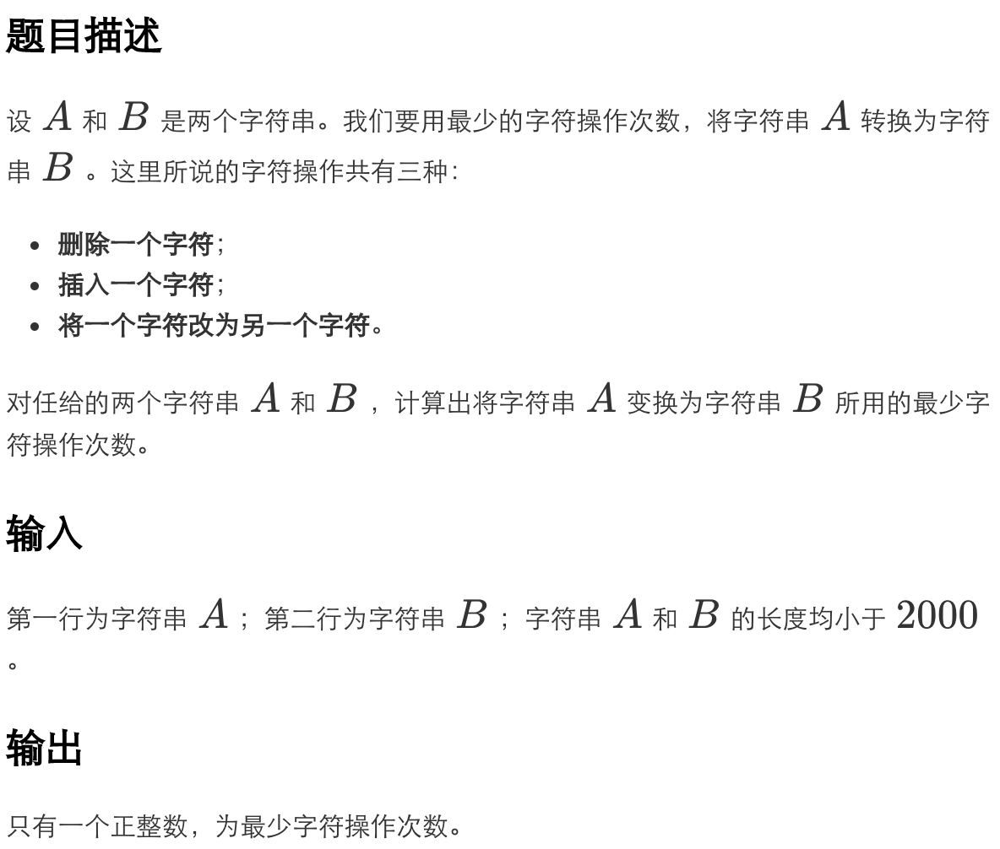 题目描述
设 A 和 B 是两个字符串。我们要用最少的字符操作次数，将字符串 A 转换为字符
串 B 。这里所说的字符操作共有三种：
• 删除一个字符；
• 插入一个字符；
• 将一个字符改为另一个字符。
对任给的两个字符串 A 和 B ，计算出将字符串 A 变换为字符串 B 所用的最少字
符操作次数。
输入
第一行为字符串 A ；第二行为字符串 B ；字符串 A 和 B 的长度均小于 2000
。
输出
只有一个正整数，为最少字符操作次数。